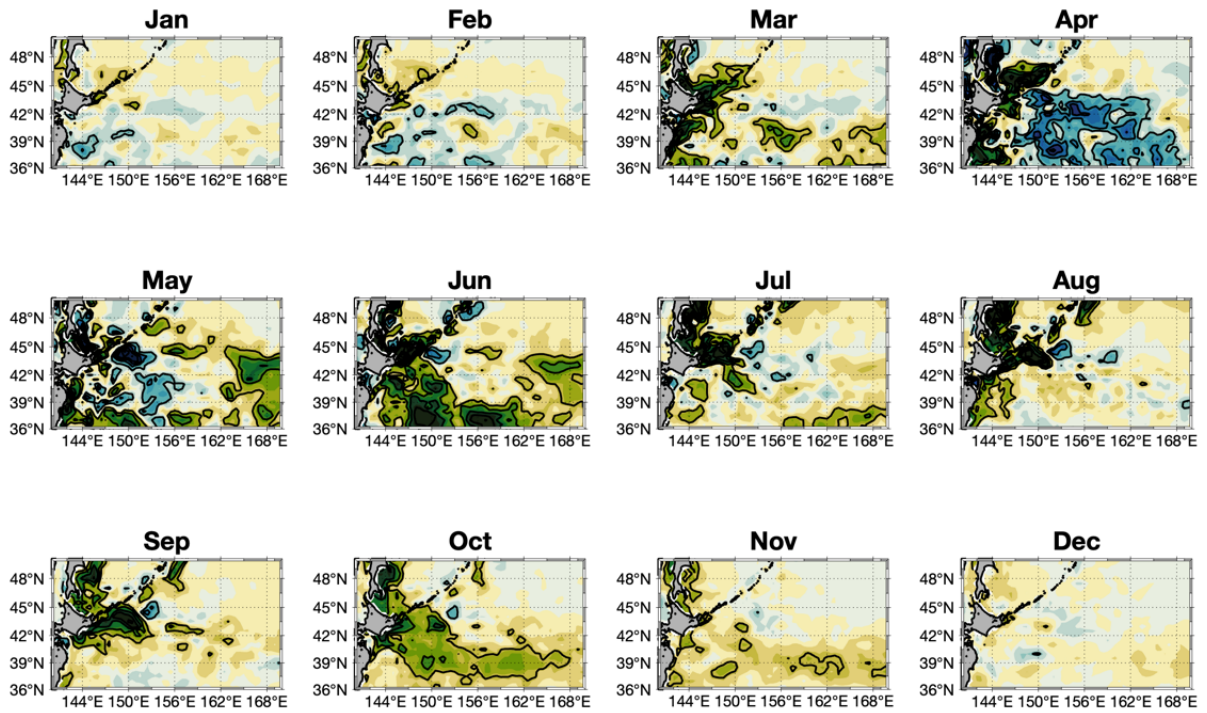 Jan Feb Mar Apr
48°N 48°N 48°N 48°N
45°N 45°N 45°N 45°N
42°N 42°N 42°N 42°N
39°N 39°N 39°N 39°N
36°N 36°N 36°N 36°N
144°E 150°E 156°E 162°E 168°E 144°E 150°E 156°E 162°E 168°E 144°E 150°E 156°E 162°E 168°E 144°E 150°E 156°E 162°E 168°E
May Jun Jul Aug
48°N 48°N 48°N 48°N
45°N 45°N 45°N 45°N
42°N 42°N 42°N 42°N
39°N 39°N 39°N 39°N
36°N 36°N 36°N 36°N
144°E 150°E 156°E 162°E 168°E 144°E 150°E 156°E 162°E 168°E 144°E 150°E 156°E 162°E 168°E 144°E 150°E 156°E 162°E 168°E
Sep Oct Nov Dec
48°N 48°N 48°N 48°N
45°N 45°N 45°N 45°N
42°N 42°N 42°N 42°N
39°N 39°N 39°N 39°N
36°N 36°N 36°N 36°N
144°E 150°E 156°E 162°E 168°E 144°E 150°E 156°E 162°E 168°E 144°E 150°E 156°E 162°E 168°E 144°E 150°E 156°E 162°E 168°E